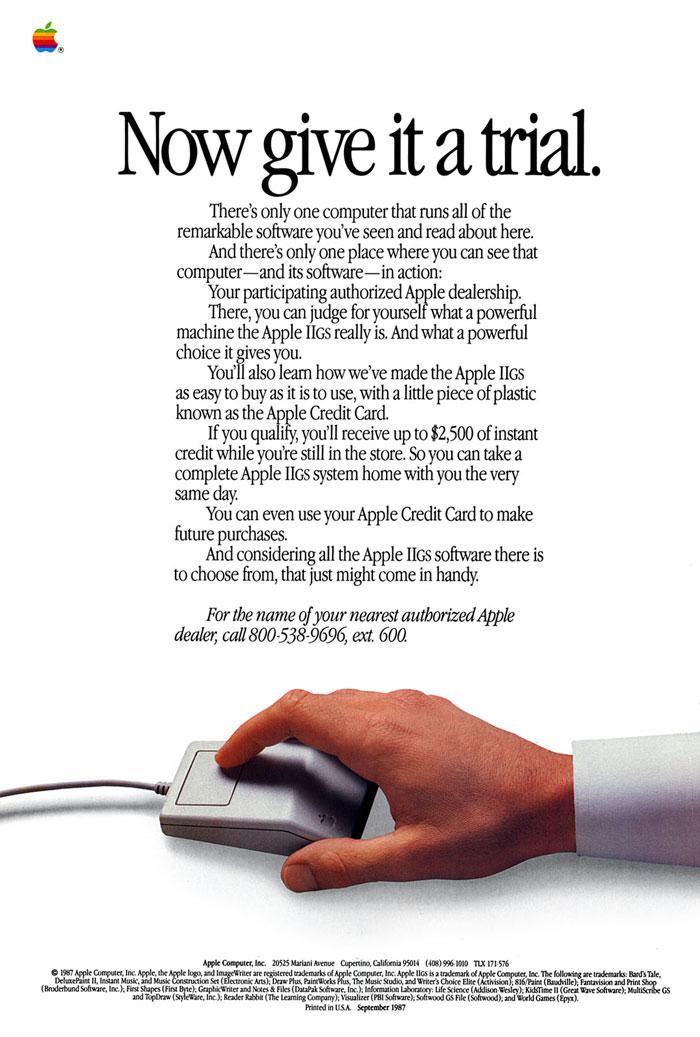 ®
Now give it a trial.
There's only one computer that runs all of the
remarkable software you've seen and read about here.
And there's only one place where you can see that
computer—and its software—in action:
Your participating authorized Apple dealership.
There, you can judge for yourself what a powerful
machine the Apple IIGS really is. And what a powerful
choice it gives you.
You'll also learn how we've made the Apple IIGS
as easy to buy as it is to use, with a little piece of plastic
known as the Apple Credit Card.
If you qualify, you'll receive up to $2,500 of instant
credit while you're still in the store. So you can take a
complete Apple IIGS system home with you the very
same day.
You can even use your Apple Credit Card to make
future purchases.
And considering all the Apple IIGS software there is
to choose from, that just might come in handy.
For the name of your nearest authorized Apple
dealer, call 800-538-9696, ext. 600.
Apple Computer, Inc. 20525 Mariani Avenue Cupertino, California 95014 (408) 996-1010 TLX 171-576
© 1987 Apple Computer, Inc. Apple, the Apple logo, and ImageWriter are registered trademarks of Apple Computer, Inc. Apple IIGS is a trademark of Apple Computer, Inc. The following are trademarks: Bard's Tale,
DeluxePaint II, Instant Music, and Music Construction Set (Electronic Arts); Draw Plus, PaintWorks Plus, The Music Studio, and Writer's Choice Elite (Activision); 816/Paint (Baudville); Fantavision and Print Shop
(Broderbund Software, Inc.); First Shapes (First Byte); GraphicWriter and Notes & Files (DataPak Software, Inc.); Information Laboratory: Life Science (Addison Wesley); KidsTime II (Great Wave Software); MultiScribe GS
and TopDraw (StyleWare, Inc.); Reader Rabbit (The Learning Company); Visualizer (PBI Software); Softwood GS File (Softwood); and World Games (Epyx).
Printed in U.S.A. September 1987